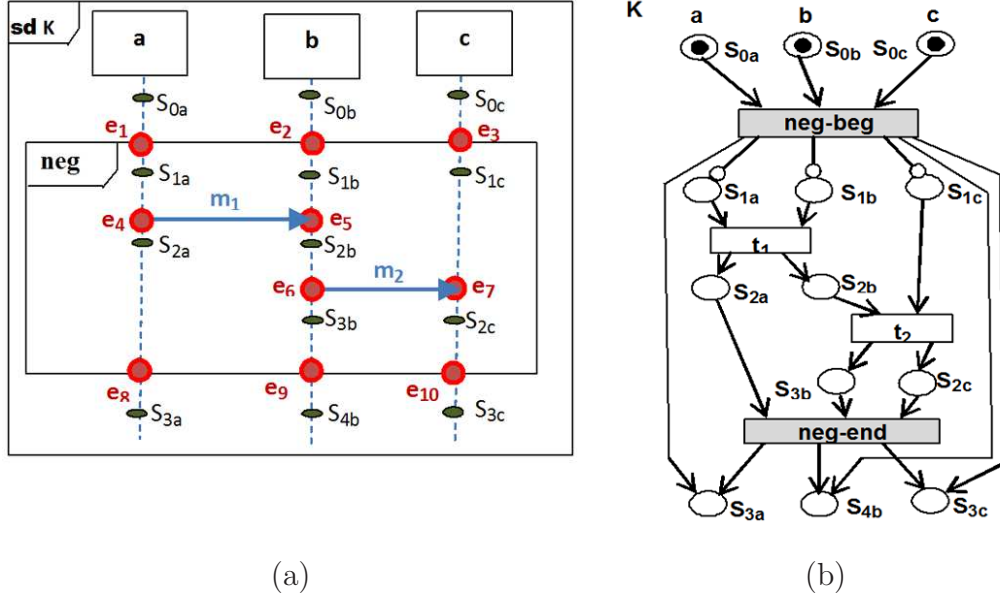 sd K
a
b
c
S0a
S0b
S0c
e1
e2
e3
neg
S1a
S1b
S1c
m1
e4
e5
S2a
S2b
m2
e6
e7
S3b
S2c
e8
e9
e10
S3a
S4b
S3c
(a)
K
a
b
c
S0a
S0b
S0c
neg-beg
S1a
S1b
S1c
t1
S2a
S2b
t2
S3b
S2c
neg-end
S3a
S4b
S3c
(b)